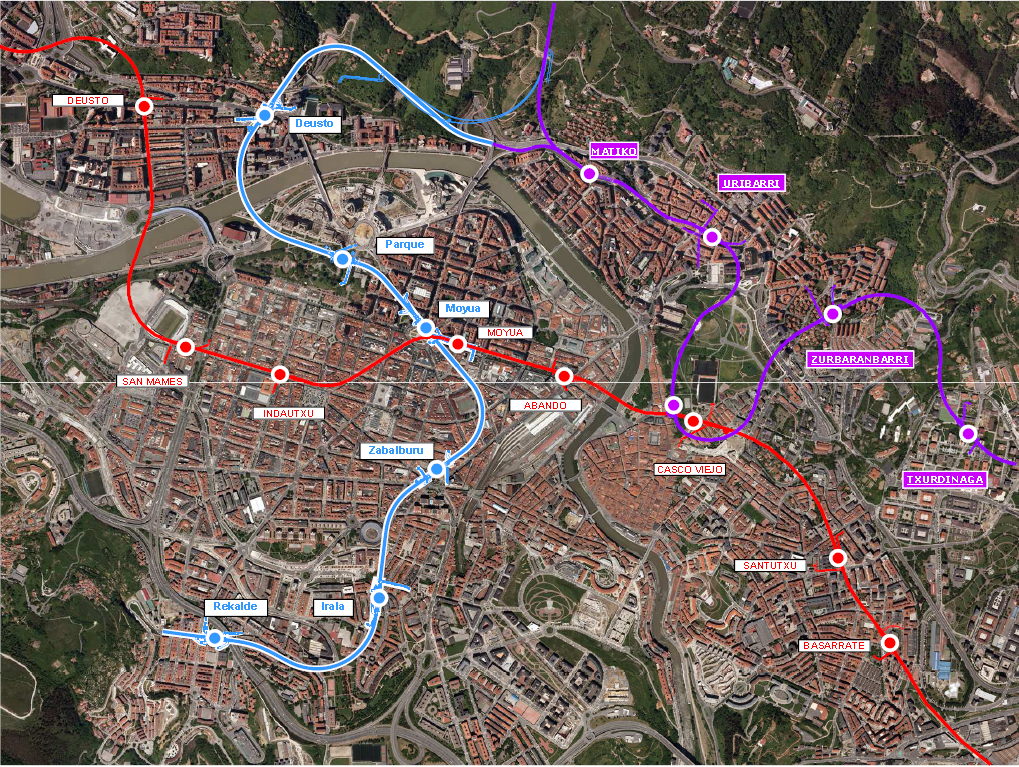 DEUSTO
Deusto
MATIKO
URIBARRI
Parque
Moyua
MOYUA
ZURBARANBARRI
SAN MAMES
INDAUTXU
ABANDO
Zabalburu
CASCO VIEJO
TXURDINAGA
SANTUTXU
Rekalde
Irala
BASARRATE